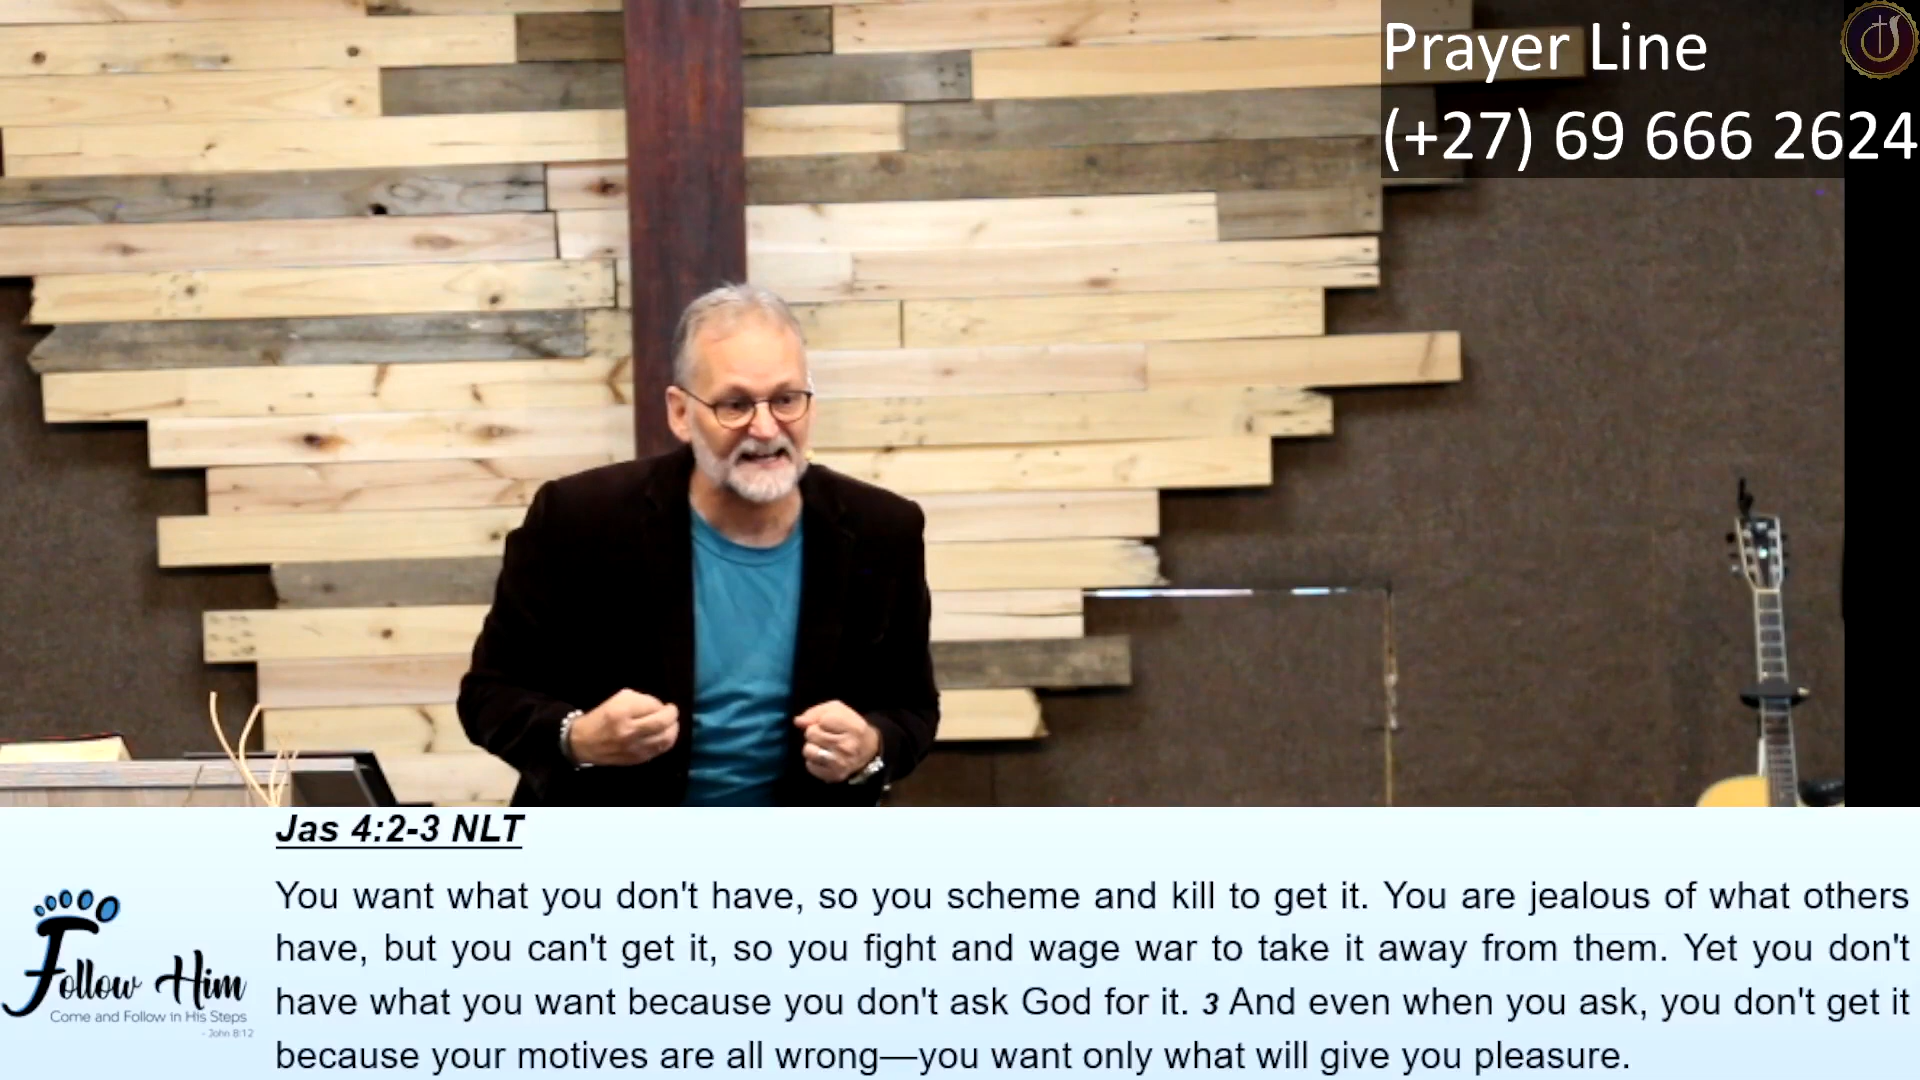 Prayer Line
(+27) 69 666 2624
Jas 4:2-3 NLT
You want what you don't have, so you scheme and kill to get it. You are jealous of what others
have, but you can't get it, so you fight and wage war to take it away from them. Yet you don't
have what you want because you don't ask God for it. 3 And even when you ask, you don't get it
because your motives are all wrong—you want only what will give you pleasure.
Follow Him
Come and Follow in His Steps
- John 8:12